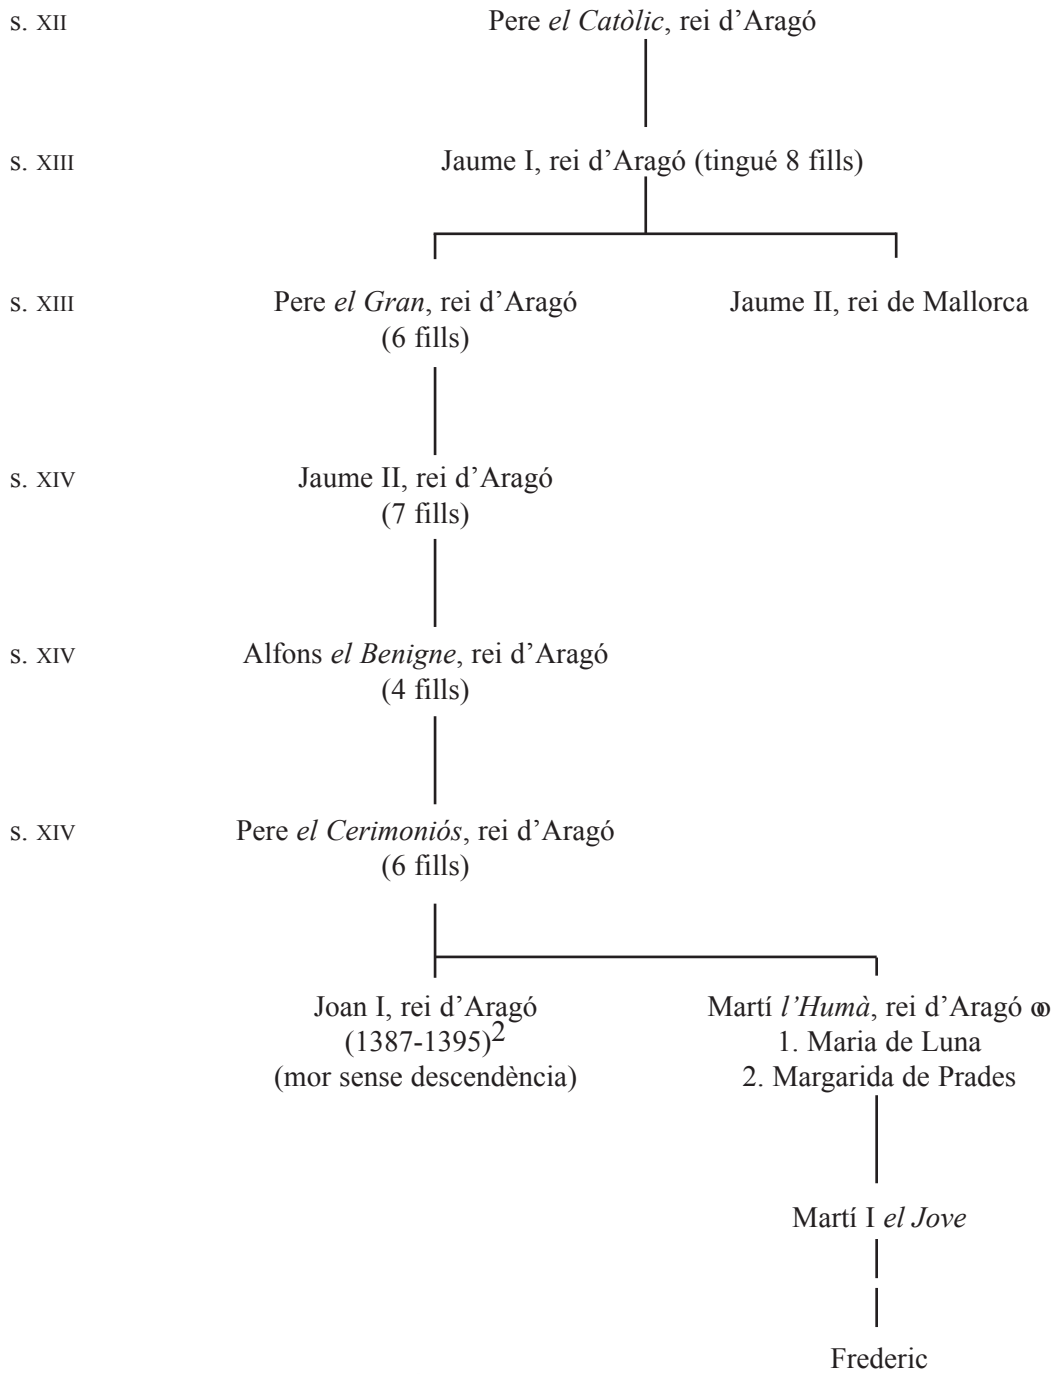 s. XII Pere el Catòlic, rei d’Aragó
s. XIII Jaume I, rei d’Aragó (tingué 8 fills)
s. XIII Pere el Gran, rei d’Aragó Jaume II, rei de Mallorca
(6 fills)
s. XIV Jaume II, rei d’Aragó
(7 fills)
s. XIV Alfons el Benigne, rei d’Aragó
(4 fills)
s. XIV Pere el Cerimoniós, rei d’Aragó
(6 fills)
Joan I, rei d’Aragó
(1387-1395)2
(mor sense descendència)
Martí l’Humà, rei d’Aragó ꝏ
1. Maria de Luna
2. Margarida de Prades
Martí I el Jove
Frederic